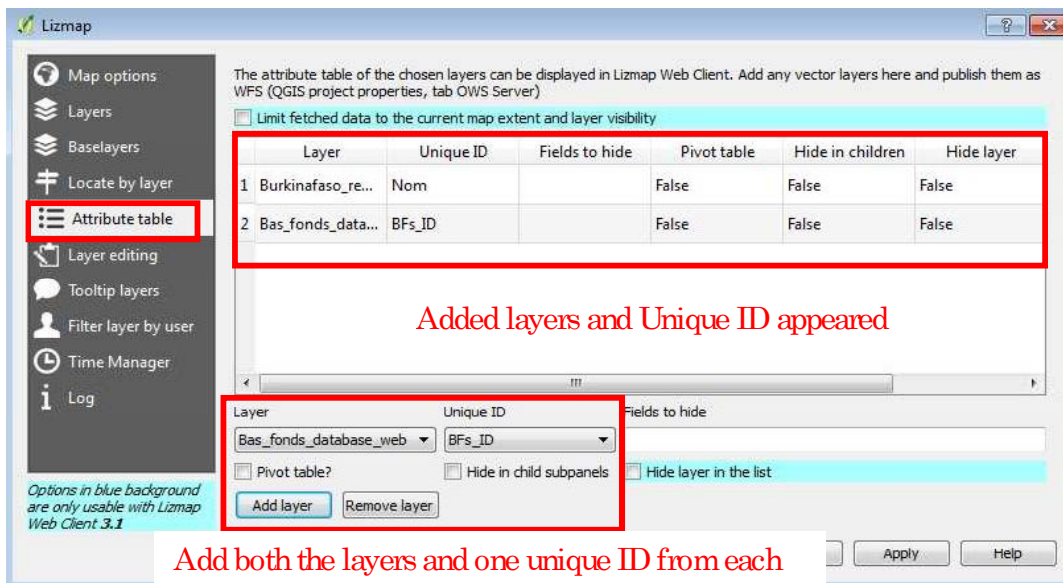 Lizmap
Map options
Layers
Baselayers
Locate by layer
Attribute table
Layer editing
Tooltip layers
Filter layer by user
Time Manager
Log
Options in blue background
are only usable with Lizmap
Web Client 3.1
The attribute table of the chosen layers can be displayed in Lizmap Web Client. Add any vector layers here and publish them as
WFS (QGIS project properties, tab OWS Server)
Limit fetched data to the current map extent and layer visibility
Layer Unique ID Fields to hide Pivot table Hide in children Hide layer
1 Burkinafaso_re... Nom False False False
2 Bas_fonds_data... BFs_ID False False False
Added layers and Unique ID appeared
Layer Unique ID Fields to hide
Bas_fonds_database_web BFs_ID
Pivot table? Hide in child subpanels Hide layer in the list
Add layer Remove layer
Add both the layers and one unique ID from each
Apply Help